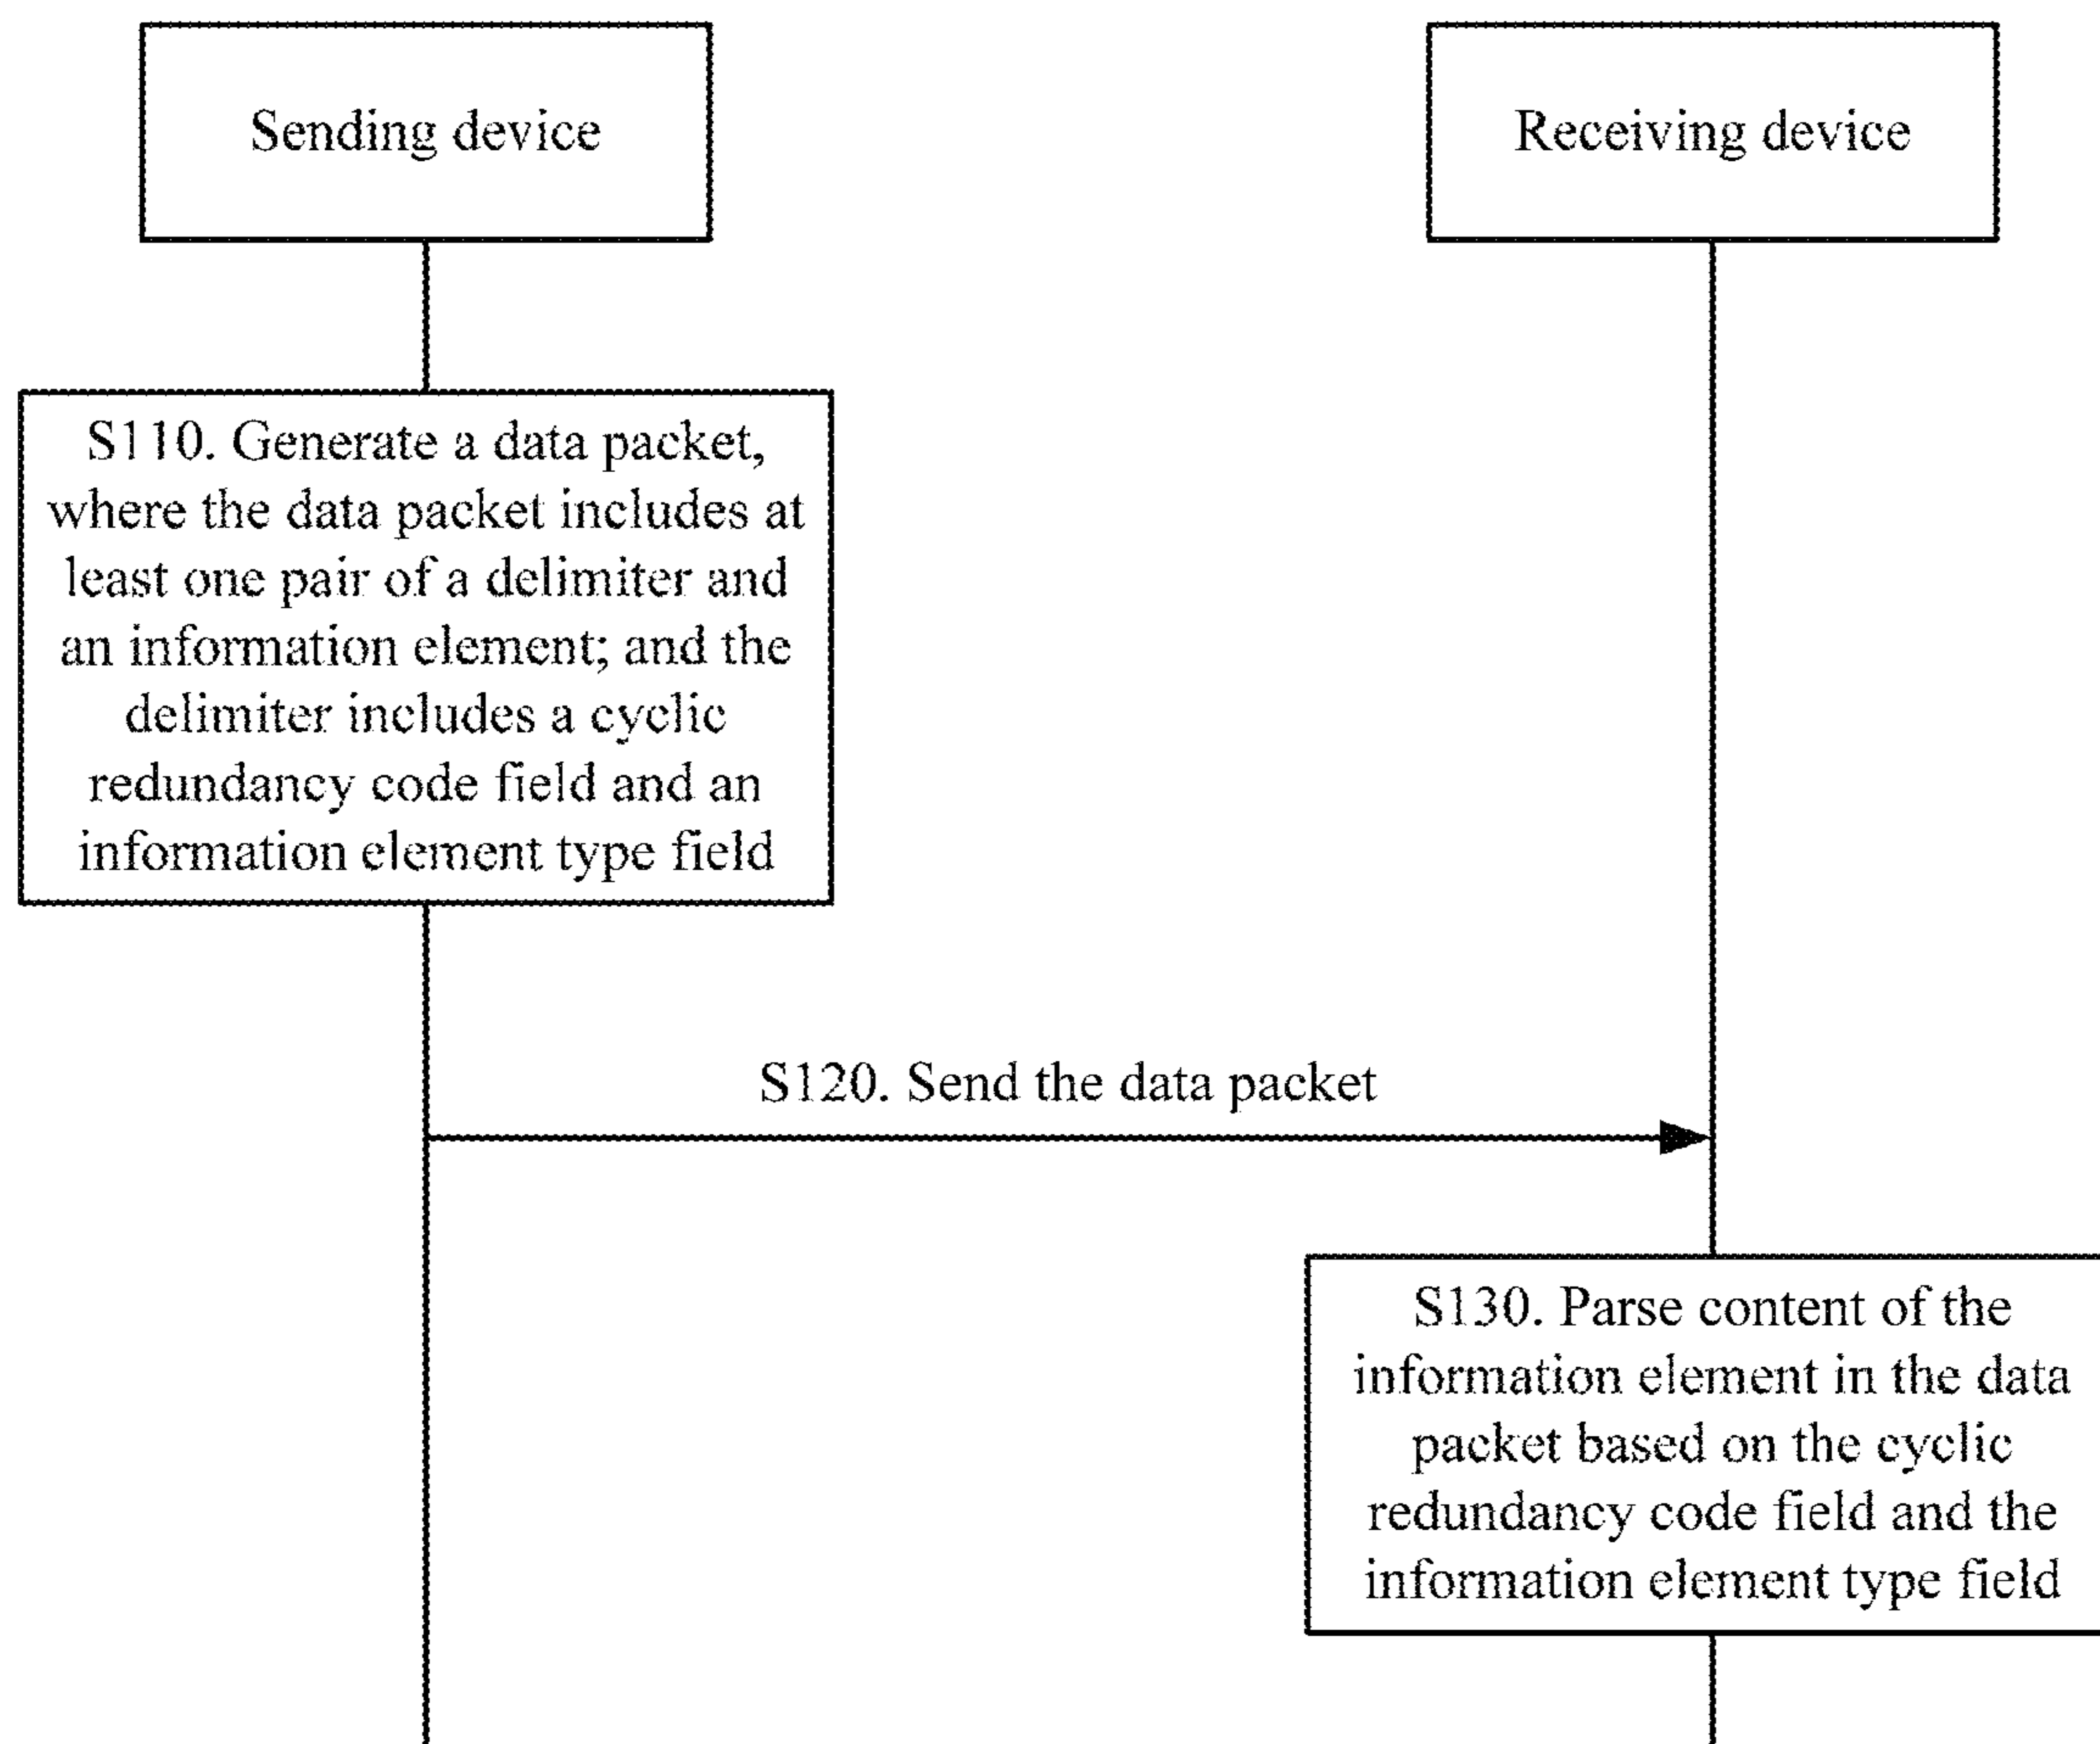 Sending device
Receiving device
S110. Generate a data packet,
where the data packet includes at
least one pair of a delimiter and
an information element; and the
delimiter includes a cyclic
redundancy code field and an
information element type field
S120. Send the data packet
S130. Parse content of the
information element in the data
packet based on the cyclic
redundancy code field and the
information element type field